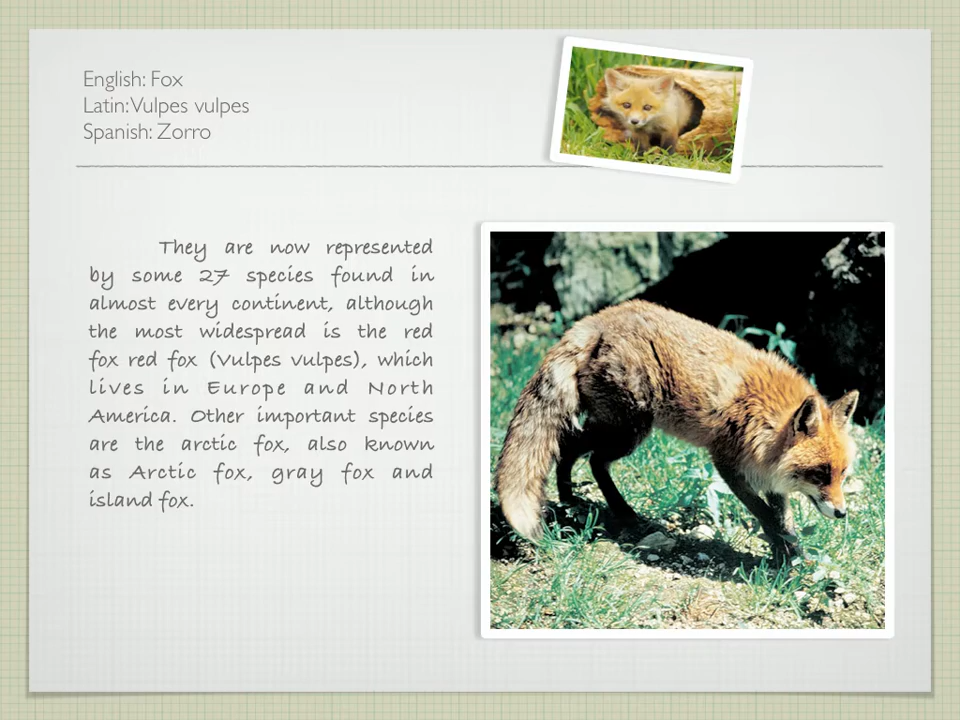 English: Fox
Latin: Vulpes vulpes
Spanish: Zorro
They are now represented
by some 27 species found in
almost every continent, although
the most widespread is the red
fox red fox (Vulpes vulpes), which
lives in Europe and North
America. Other important species
are the arctic fox, also known
as Arctic fox, gray fox and
island fox.